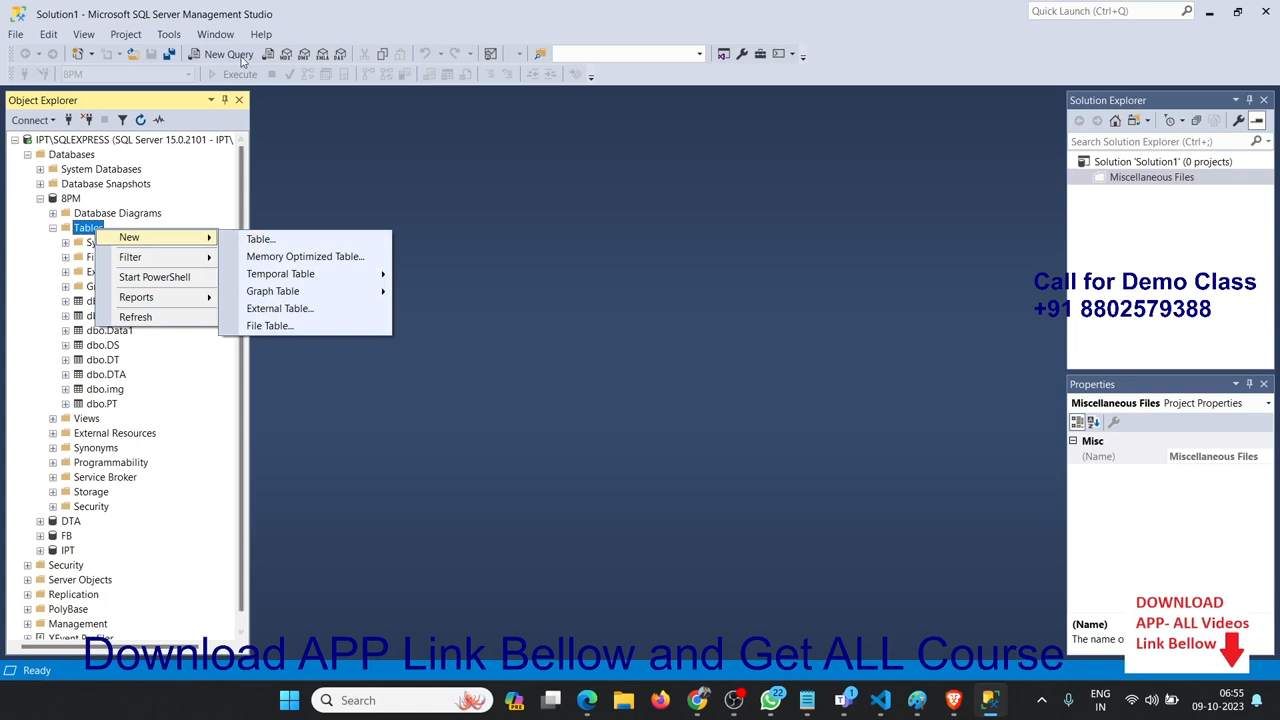 Solution1 - Microsoft SQL Server Management Studio
Quick Launch (Ctrl+Q)
File Edit View Project Tools Window Help
New Query
8PM
Execute
Object Explorer
Connect
IPT\SQLEXPRESS (SQL Server 15.0.2101 - IPT\
Databases
System Databases
Database Snapshots
8PM
Database Diagrams
Tables
dbo.Data1
dbo.DS
dbo.DT
dbo.DTA
dbo.img
dbo.PT
Views
External Resources
Synonyms
Programmability
Service Broker
Storage
Security
DTA
FB
IPT
Security
Server Objects
Replication
PolyBase
Management
New
Filter
Start PowerShell
Reports
Refresh
Table...
Memory Optimized Table...
Temporal Table
Graph Table
External Table...
File Table...
Solution Explorer
Search Solution Explorer (Ctrl+;)
Solution 'Solution1' (0 projects)
Miscellaneous Files
Call for Demo Class
+91 8802579388
Properties
Miscellaneous Files Project Properties
Misc
(Name) Miscellaneous Files
(Name)
The name o
DOWNLOAD
APP- ALL Videos
Link Bellow
Download APP Link Bellow and Get ALL Course
Ready
Search
PRE
22
1
ENG
IN
06:55
09-10-2023